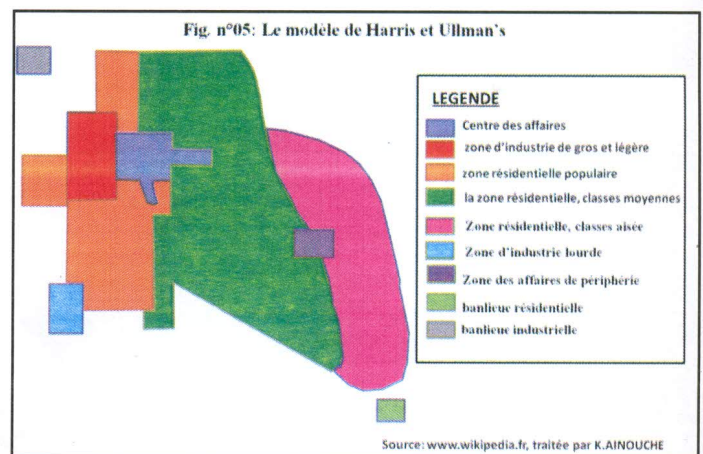 Fig. n°05: Le modèle de Harris et Ullman's
LEGENDE
Centre des affaires
zone d'industrie de gros et légère
zone résidentielle populaire
la zone résidentielle, classes moyennes
Zone résidentielle, classes aisée
Zone d'industrie lourde
Zone des affaires de périphérie
banlieue résidentielle
banlieue industrielle
Source: www.wikipedia.fr, traitée par K.AINOUCHE